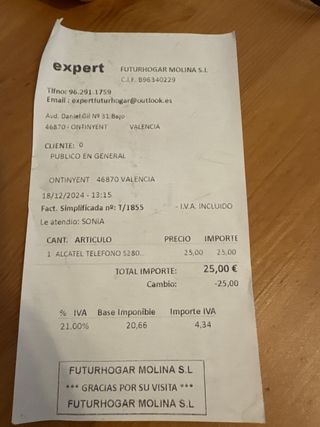 expert
FUTURHOGAR MOLINA S.L
C.I.F. B96340229
Tlfno: 96.291.1759
Email : expertfuturhogar@outlook.es
Avd. Daniel Gil Nº 31 Bajo
46870 - ONTINYENT VALENCIA
CLIENTE: 0
PUBLICO EN GENERAL
ONTINYENT 46870 VALENCIA
18/12/2024 - 13:15
Fact. Simplificada nº: T/1855 - I.V.A. INCLUIDO
Le atendio: SONIA
CANT. ARTICULO PRECIO IMPORTE
1 ALCATEL TELEFONO S280... 25,00 25,00
TOTAL IMPORTE: 25,00 €
Cambio: -25,00
% IVA Base Imponible Importe IVA
21.00% 20,66 4,34
FUTURHOGAR MOLINA S.L
*** GRACIAS POR SU VISITA ***
FUTURHOGAR MOLINA S.L